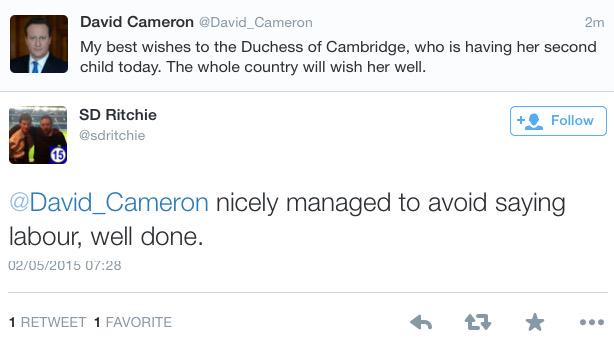 David Cameron @David_Cameron 2m
My best wishes to the Duchess of Cambridge, who is having her second
child today. The whole country will wish her well.
SD Ritchie
@sdritchie
Follow
15
@David_Cameron nicely managed to avoid saying
labour, well done.
02/05/2015 07:28
1 RETWEET 1 FAVORITE